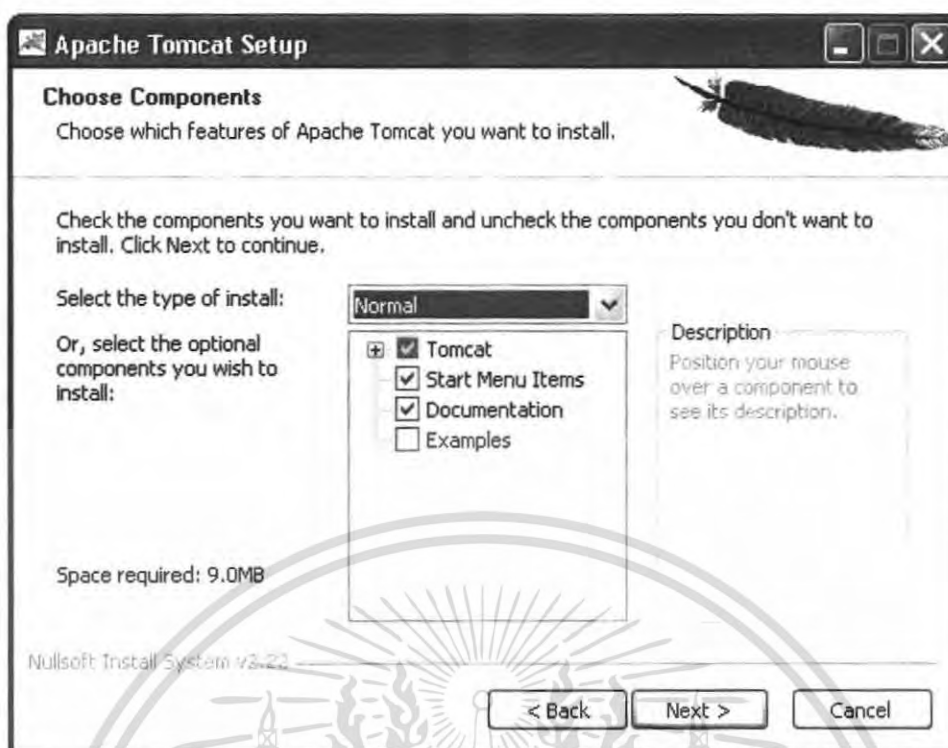 Apache Tomcat Setup
Choose Components
Choose which features of Apache Tomcat you want to install.
Check the components you want to install and uncheck the components you don't want to
install. Click Next to continue.
Select the type of install:
Normal
Or, select the optional
components you wish to
install:
Tomcat
Start Menu Items
Documentation
Examples
Description
Position your mouse
over a component to
see its description.
Space required: 9.0MB
Nullsoft Install System v2.22
< Back
Next >
Cancel